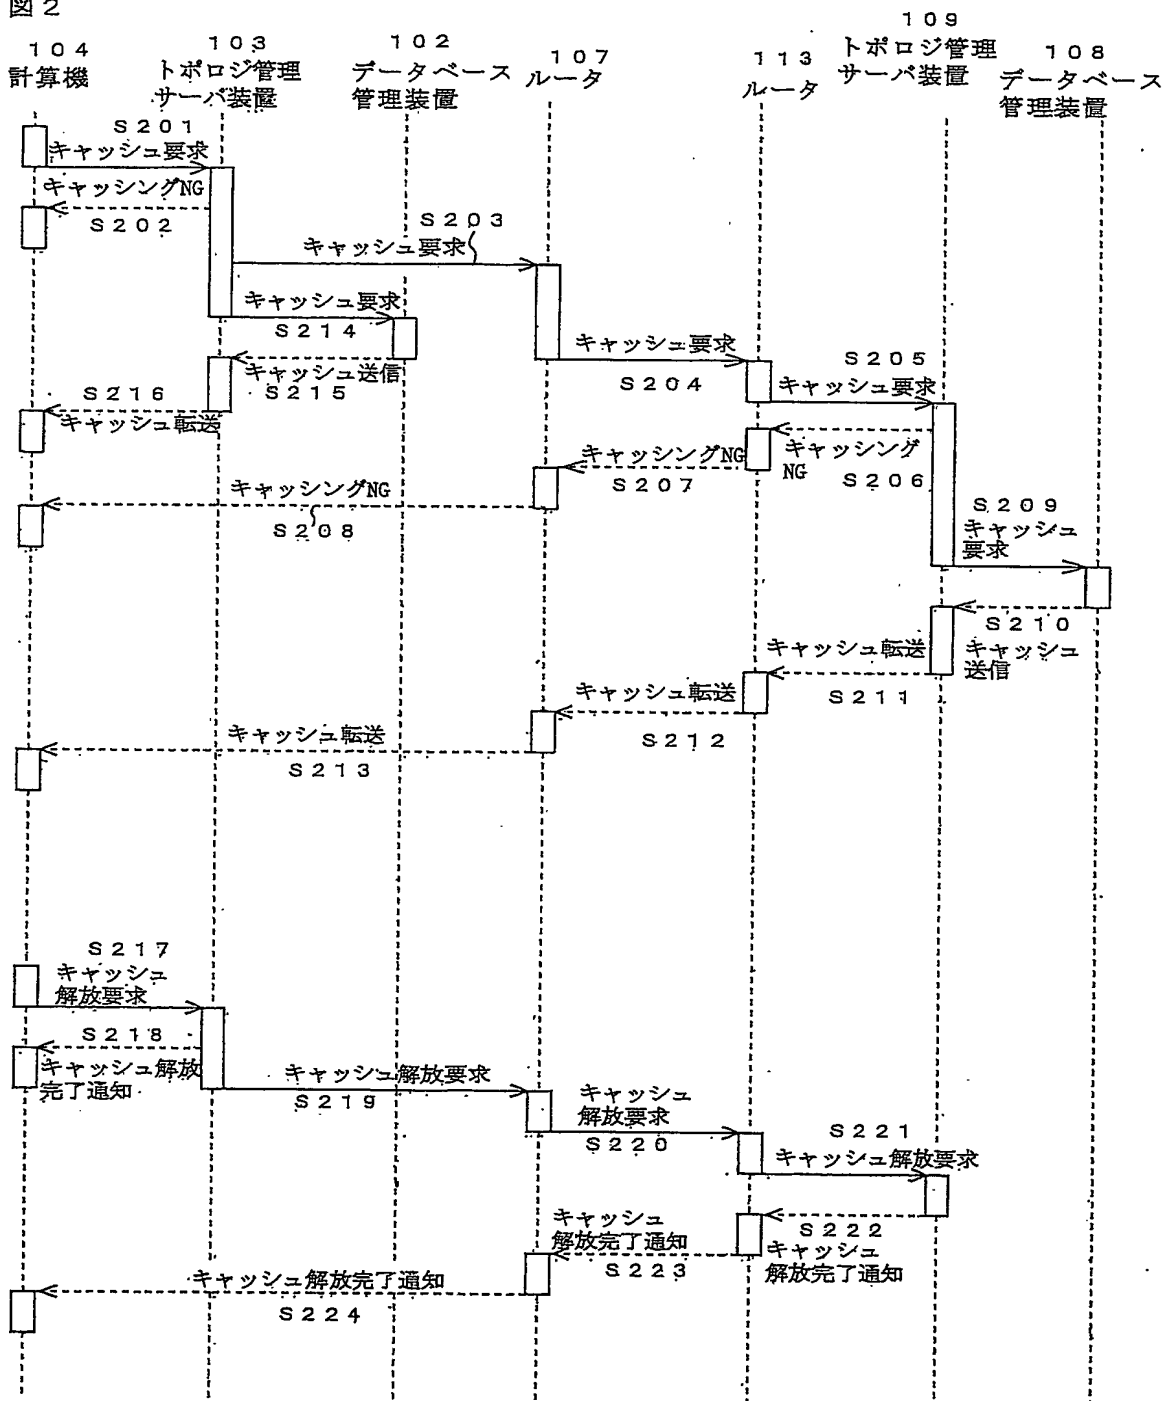 図2
104
計算機
103
トポロジ管理
サーバ装置
102
データベース
管理装置
107
ルータ
113
ルータ
109
トポロジ管理
サーバ装置
108
データベース
管理装置
S201
キャッシュ要求
キャッシングNG
S202
S203
キャッシュ要求
キャッシュ要求
S214
キャッシュ送信
S215
S216
キャッシュ転送
キャッシュ要求
S204
S205
キャッシュ要求
キャッシング
NG
S206
キャッシングNG
S207
キャッシングNG
S208
S209
キャッシュ
要求
S210
キャッシュ
送信
キャッシュ転送
S211
キャッシュ転送
S212
キャッシュ転送
S213
S217
キャッシュ
解放要求
S218
キャッシュ解放
完了通知
キャッシュ解放要求
S219
キャッシュ
解放要求
S220
S221
キャッシュ解放要求
S222
キャッシュ
解放完了通知
キャッシュ
解放完了通知
S223
キャッシュ解放完了通知
S224